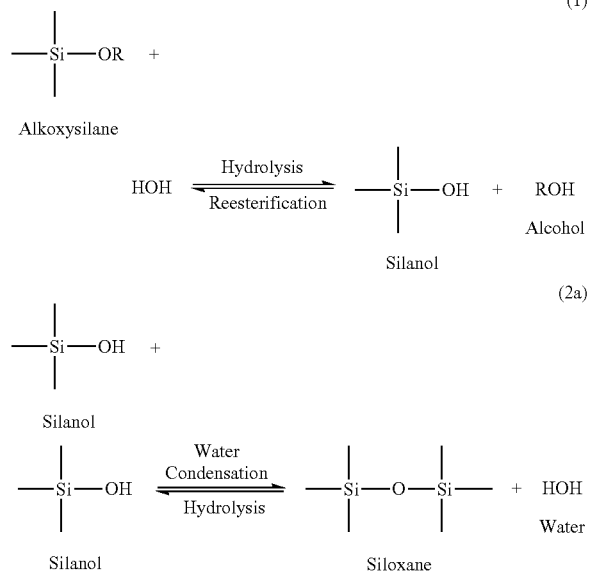 (1)
Si OR +
Alkoxysilane
Hydrolysis
HOH Si OH + ROH
Reesterification
Alcohol
Silanol
(2a)
Si OH +
Silanol
Water
Condensation
Si OH Si O Si + HOH
Hydrolysis
Water
Silanol Siloxane